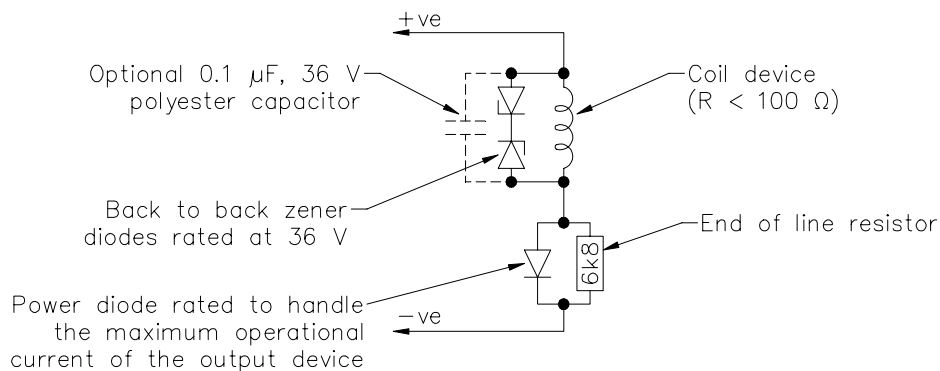 +ve
Optional 0.1 µF, 36 V
polyester capacitor
Coil device
(R < 100 Ω)
Back to back zener
diodes rated at 36 V
End of line resistor
6k8
Power diode rated to handle
the maximum operational
current of the output device
−ve